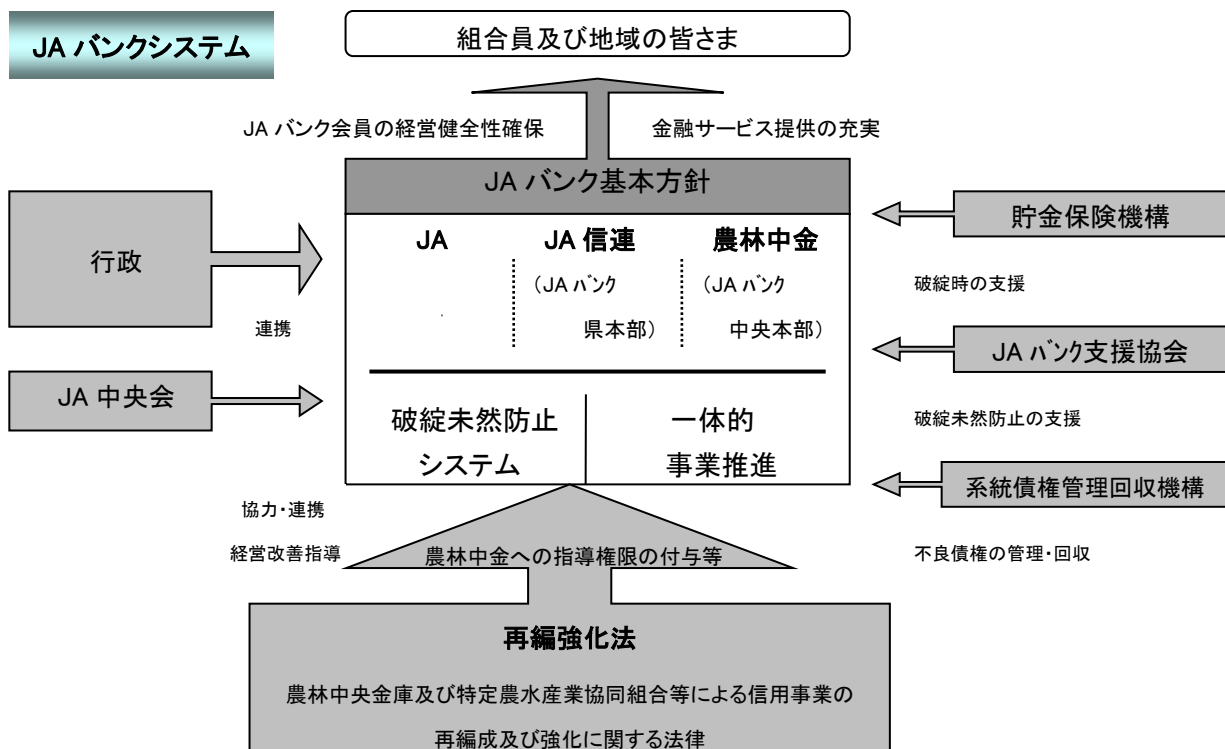 JA バンクシステム
組合員及び地域の皆さま
JA バンク会員の経営健全性確保
金融サービス提供の充実
JA バンク基本方針
行政
連携
JA 中央会
協力・連携
経営改善指導
JA
JA 信連
（JA バンク
県本部）
農林中金
（JA バンク
中央本部）
破綻未然防止
システム
一体的
事業推進
貯金保険機構
破綻時の支援
JA バンク支援協会
破綻未然防止の支援
系統債権管理回収機構
不良債権の管理・回収
農林中金への指導権限の付与等
再編強化法
農林中央金庫及び特定農水産業協同組合等による信用事業の
再編成及び強化に関する法律